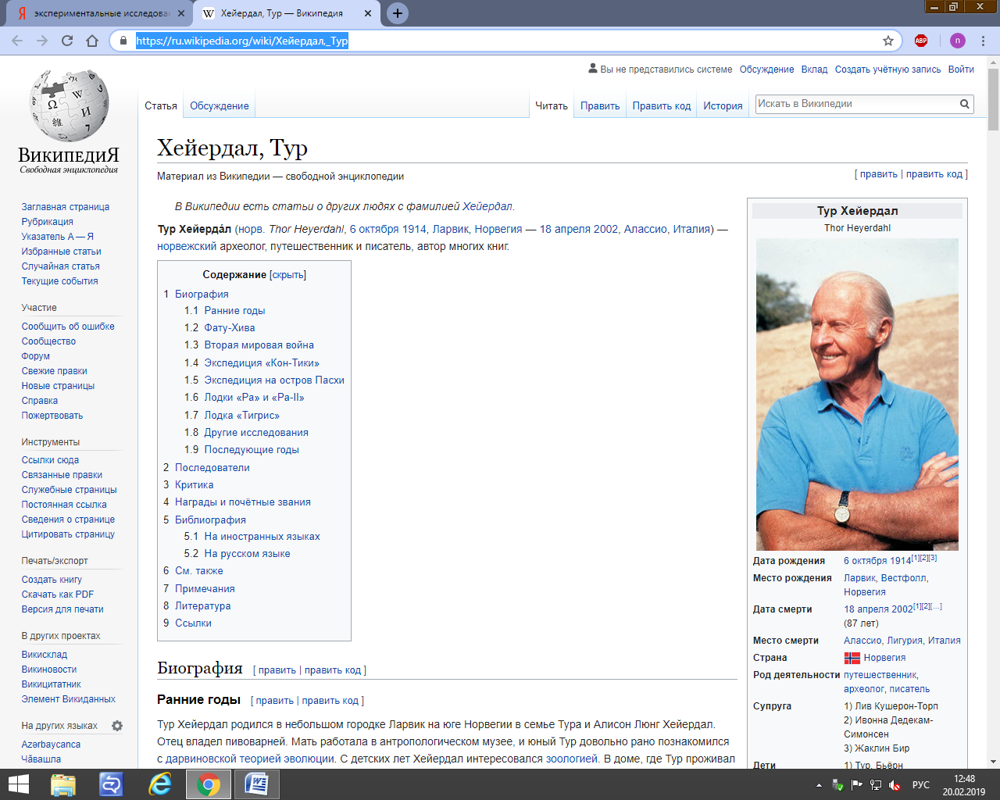 экспериментальные исследова
Хейердал, Тур — Википедия
https://ru.wikipedia.org/wiki/Хейердал,_Тур
ABP
n
Вы не представились системе Обсуждение Вклад Создать учётную запись Войти
Статья Обсуждение Читать Править Править код История Искать в Википедии
ВикипедиЯ
Свободная энциклопедия
Заглавная страница
Рубрикация
Указатель А — Я
Избранные статьи
Случайная статья
Текущие события
Участие
Сообщить об ошибке
Сообщество
Форум
Свежие правки
Новые страницы
Справка
Пожертвовать
Инструменты
Ссылки сюда
Связанные правки
Служебные страницы
Постоянная ссылка
Сведения о странице
Цитировать страницу
Печать/экспорт
Создать книгу
Скачать как PDF
Версия для печати
В других проектах
Викисклад
Викиновости
Викицитатник
Элемент Викиданных
На других языках
Azərbaycanca
Чӑвашла
Хейердал, Тур
Материал из Википедии — свободной энциклопедии
[ править | править код ]
В Википедии есть статьи о других людях с фамилией Хейердал.
Тур Хейерда́л (норв. Thor Heyerdahl, 6 октября 1914, Ларвик, Норвегия — 18 апреля 2002, Алассио, Италия) —
норвежский археолог, путешественник и писатель, автор многих книг.
Содержание [скрыть]
1 Биография
1.1 Ранние годы
1.2 Фату-Хива
1.3 Вторая мировая война
1.4 Экспедиция «Кон-Тики»
1.5 Экспедиция на остров Пасхи
1.6 Лодки «Ра» и «Ра-II»
1.7 Лодка «Тигрис»
1.8 Другие исследования
1.9 Последующие годы
2 Последователи
3 Критика
4 Награды и почётные звания
5 Библиография
5.1 На иностранных языках
5.2 На русском языке
6 См. также
7 Примечания
8 Литература
9 Ссылки
Биография [ править | править код ]
Ранние годы [ править | править код ]
Тур Хейердал родился в небольшом городке Ларвик на юге Норвегии в семье Тура и Алисон Люнг Хейердал.
Отец владел пивоварней. Мать работала в антропологическом музее, и юный Тур довольно рано познакомился
с дарвиновской теорией эволюции. С детских лет Хейердал интересовался зоологией. В доме, где Тур проживал
Тур Хейердал
Thor Heyerdahl
Дата рождения 6 октября 1914[1][2][3]
Место рождения Ларвик, Вестфолл,
Норвегия
Дата смерти 18 апреля 2002[1][2][…]
(87 лет)
Место смерти Алассио, Лигурия, Италия
Страна Норвегия
Род деятельности путешественник,
археолог, писатель
Супруга 1) Лив Кушерон-Торп
2) Ивонна Дедекам-
Симонсен
3) Жаклин Бир
Дети 1) Тур, Бьёрн
РУС
12:48
20.02.2019